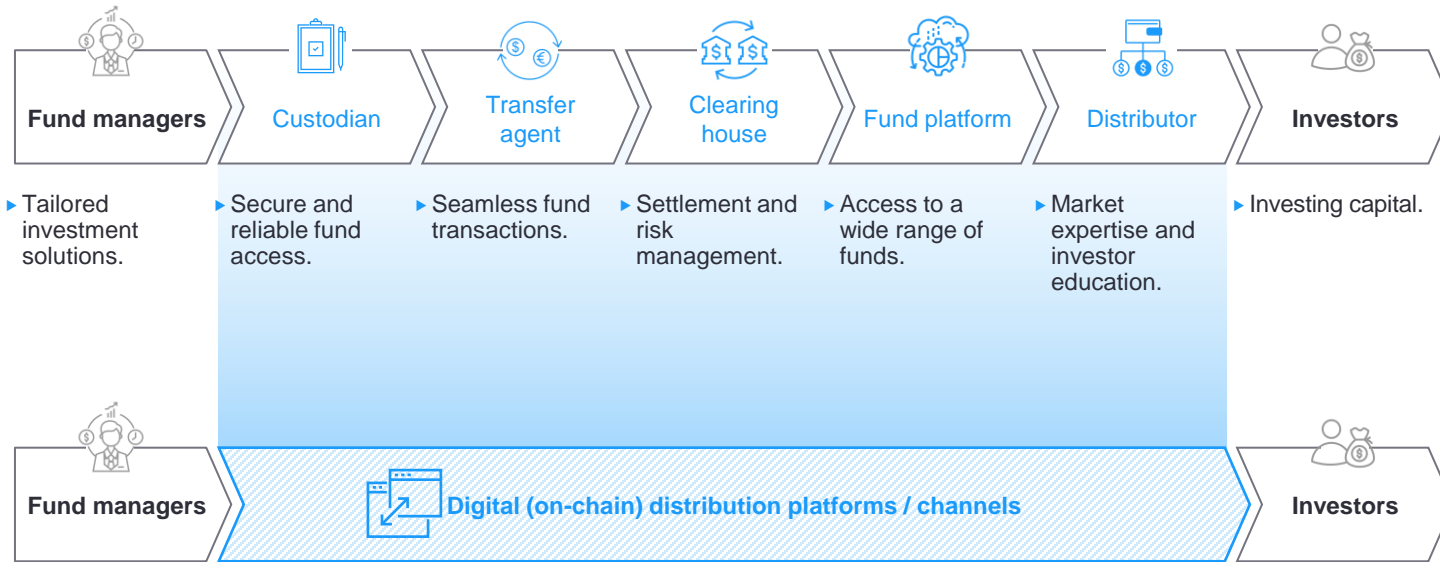 Fund managers
Custodian
Transfer
agent
Clearing
house
Fund platform
Distributor
Investors
Tailored
investment
solutions.
Secure and
reliable fund
access.
Seamless fund
transactions.
Settlement and
risk
management.
Access to a
wide range of
funds.
Market
expertise and
investor
education.
Investing capital.
Fund managers
Digital (on-chain) distribution platforms / channels
Investors